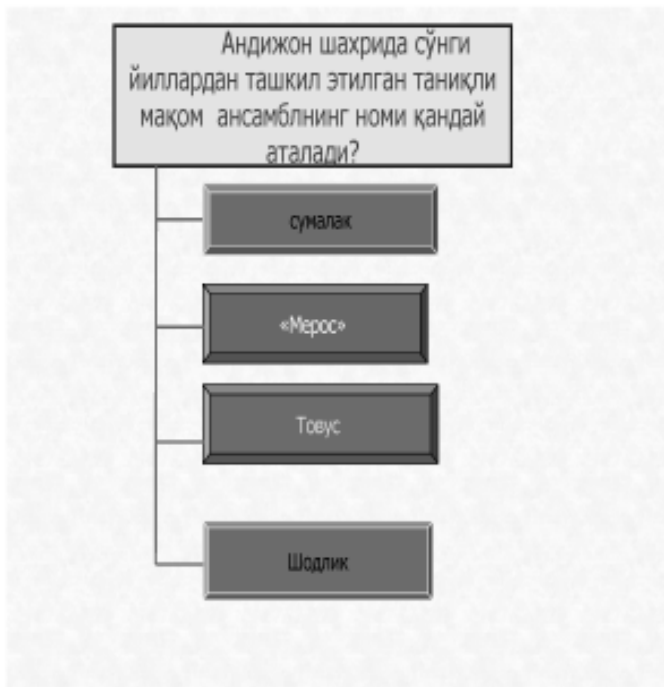 Андижон шахрида сўнги
йиллардан ташкил этилган таниқли
мақом ансамблнинг номи қандай
аталади?
сумалак
«Мерос»
Товус
Шодлик